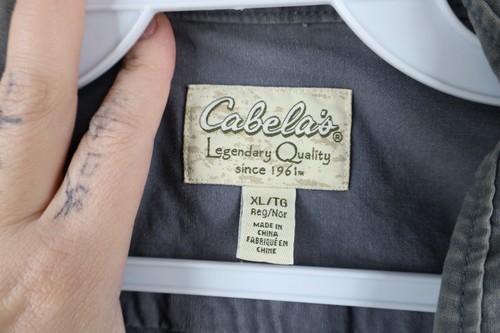 Cabela's®
Legendary Quality
since 1961™
XL/TG
Reg/Nor
MADE IN
CHINA
FABRIQUÉ EN
CHINE